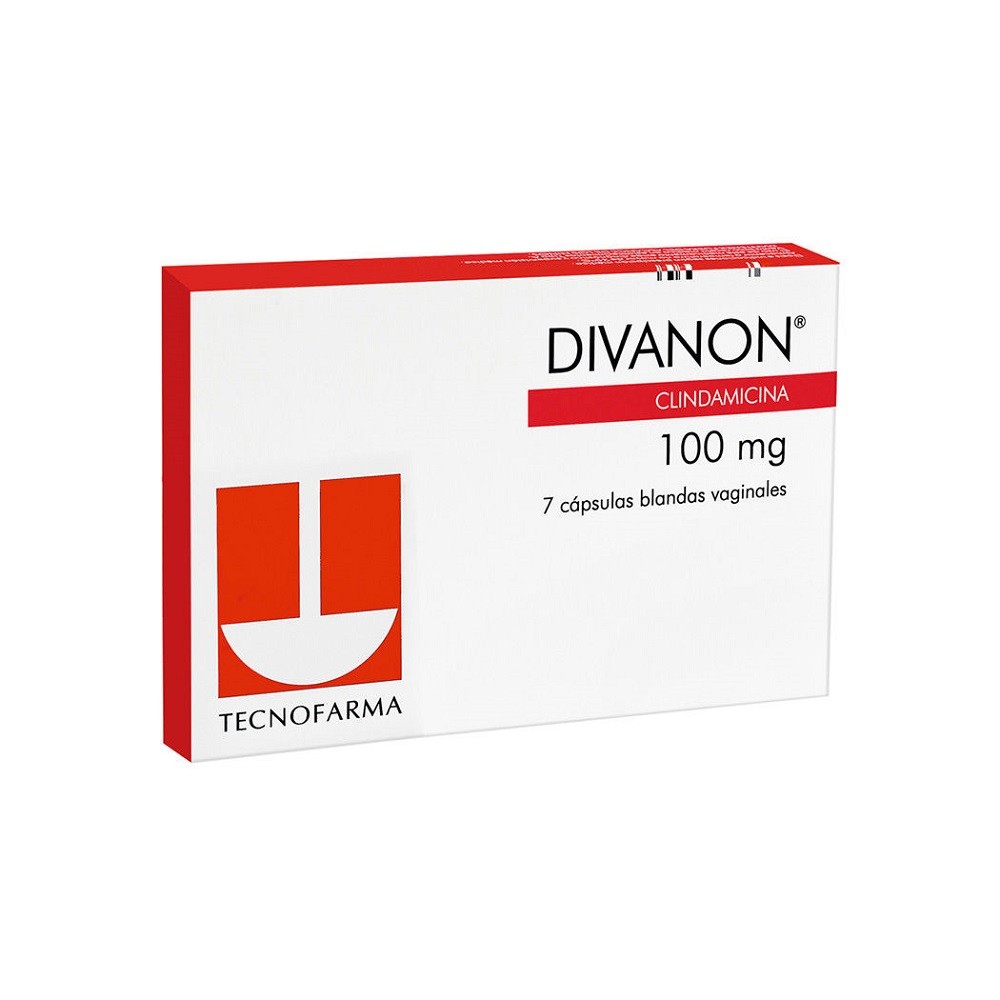 DIVANON®
CLINDAMICINA
100 mg
7 cápsulas blandas vaginales
TECNOFARMA